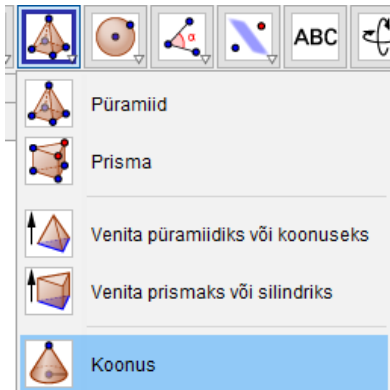 α
ABC
Püramiid
Prisma
Venita püramiidiks või koonuseks
Venita prismaks või silindriks
Koonus